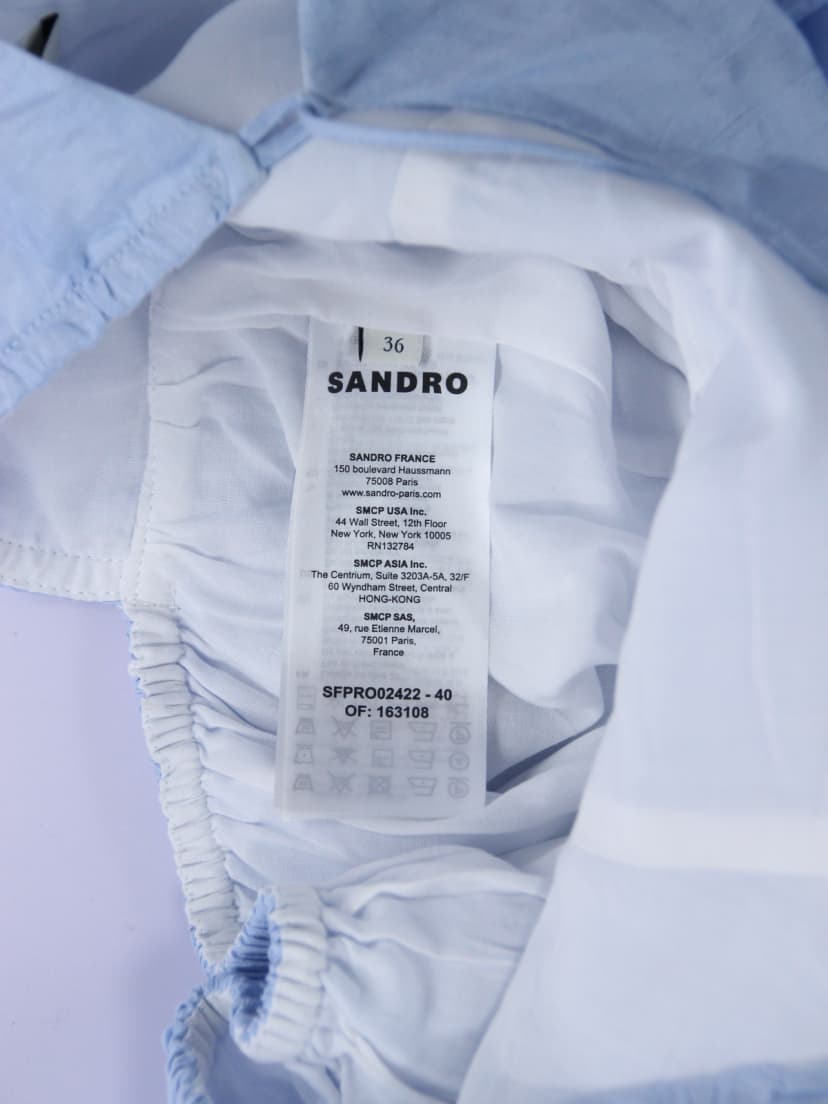 36
SANDRO
SANDRO FRANCE
150 boulevard Haussmann
75008 Paris
www.sandro-paris.com
SMCP USA Inc.
44 Wall Street, 12th Floor
New York, New York 10005
RN132784
SMCP ASIA Inc.
The Centrium, Suite 3203A-5A, 32/F
60 Wyndham Street, Central
HONG-KONG
SMCP SAS,
49, rue Etienne Marcel,
75001 Paris,
France
SFPRO02422 - 40
OF: 163108